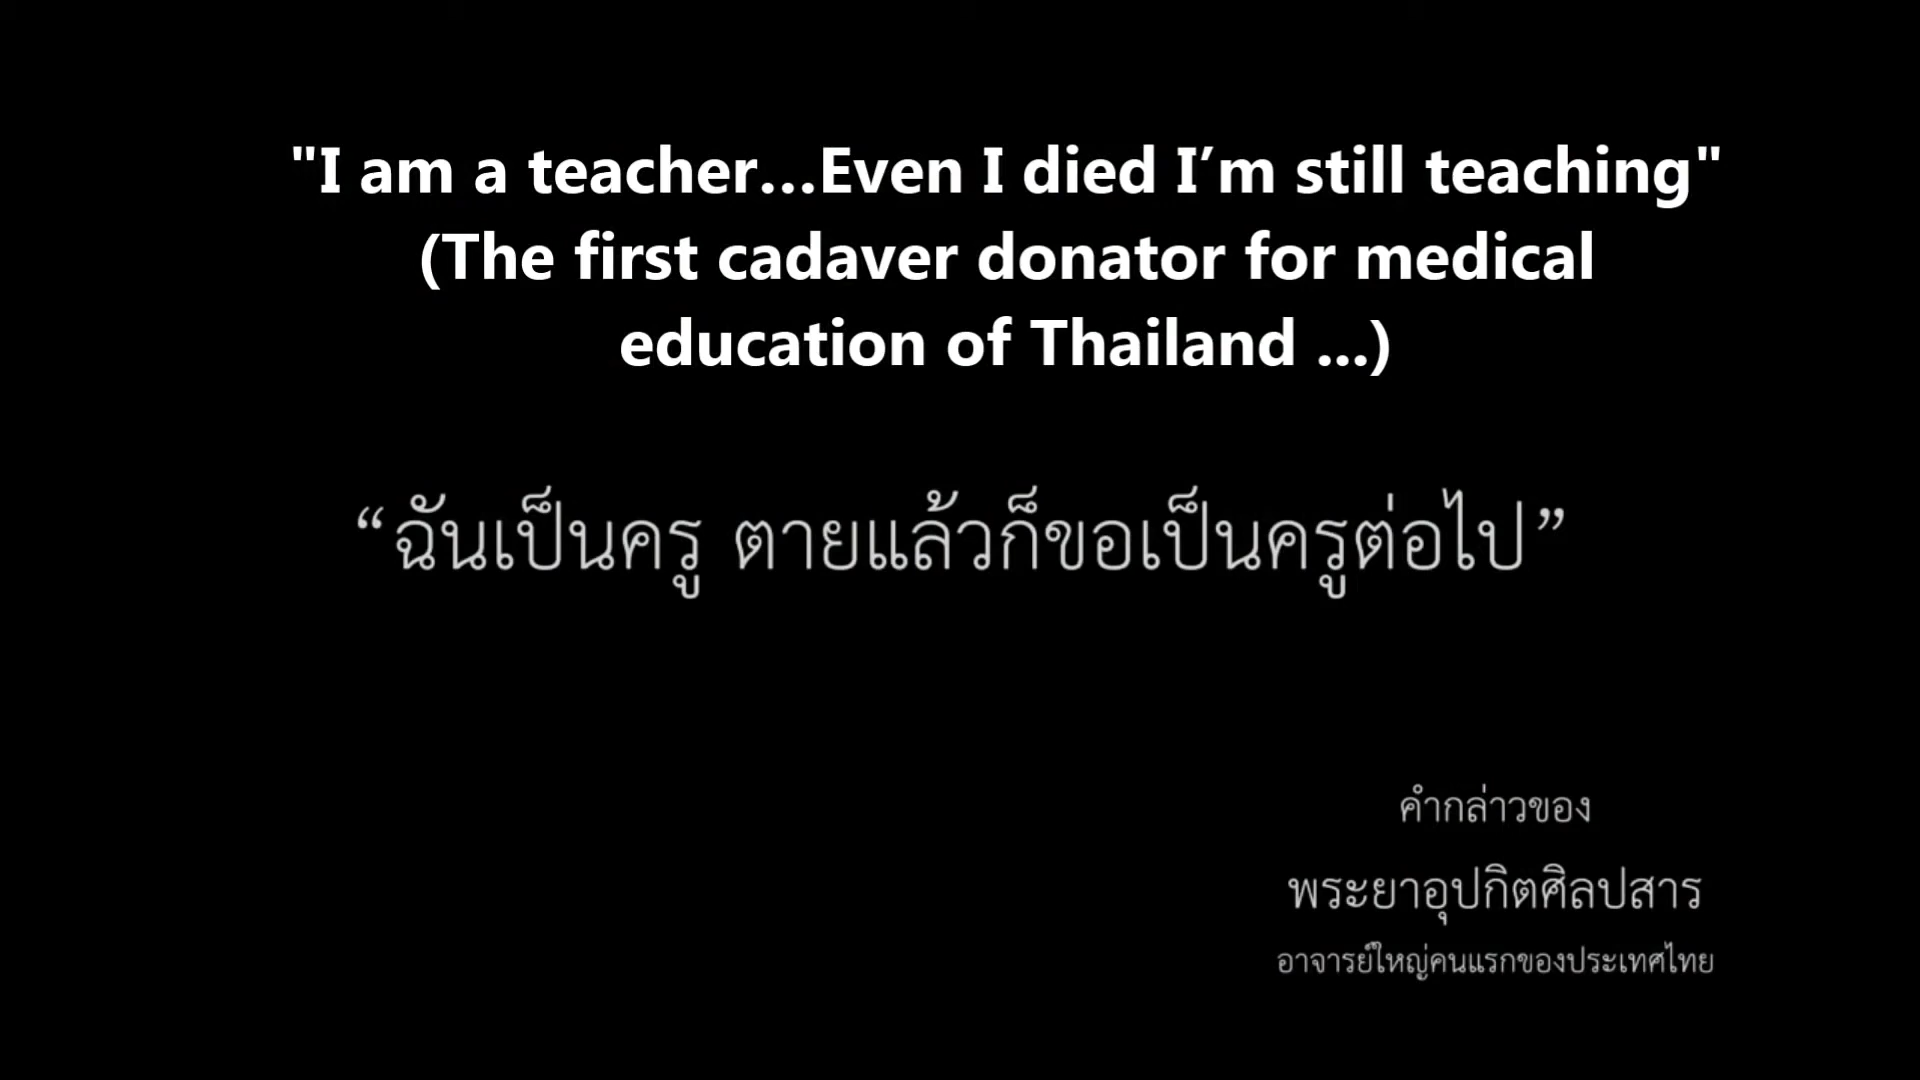 "I am a teacher...Even I died I’m still teaching"
(The first cadaver donator for medical
education of Thailand ...)
“ฉันเป็นครู ตายแล้วก็ขอเป็นครูต่อไป”
คำกล่าวของ
พระยาอุปกิตศิลปสาร
อาจารย์ใหญ่คนแรกของประเทศไทย